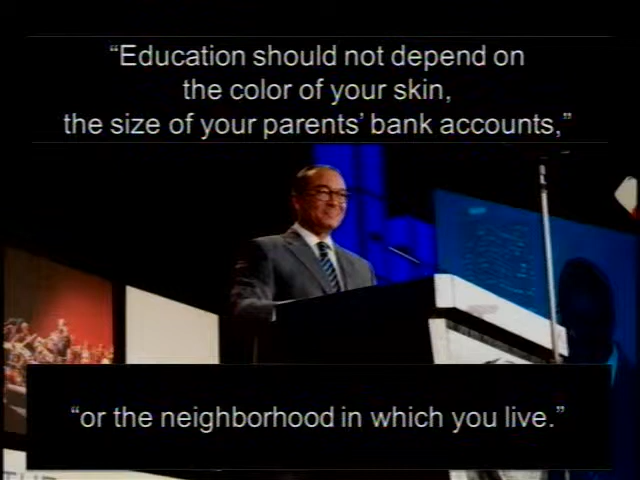 “Education should not depend on
the color of your skin,
the size of your parents’ bank accounts,”
“or the neighborhood in which you live.”